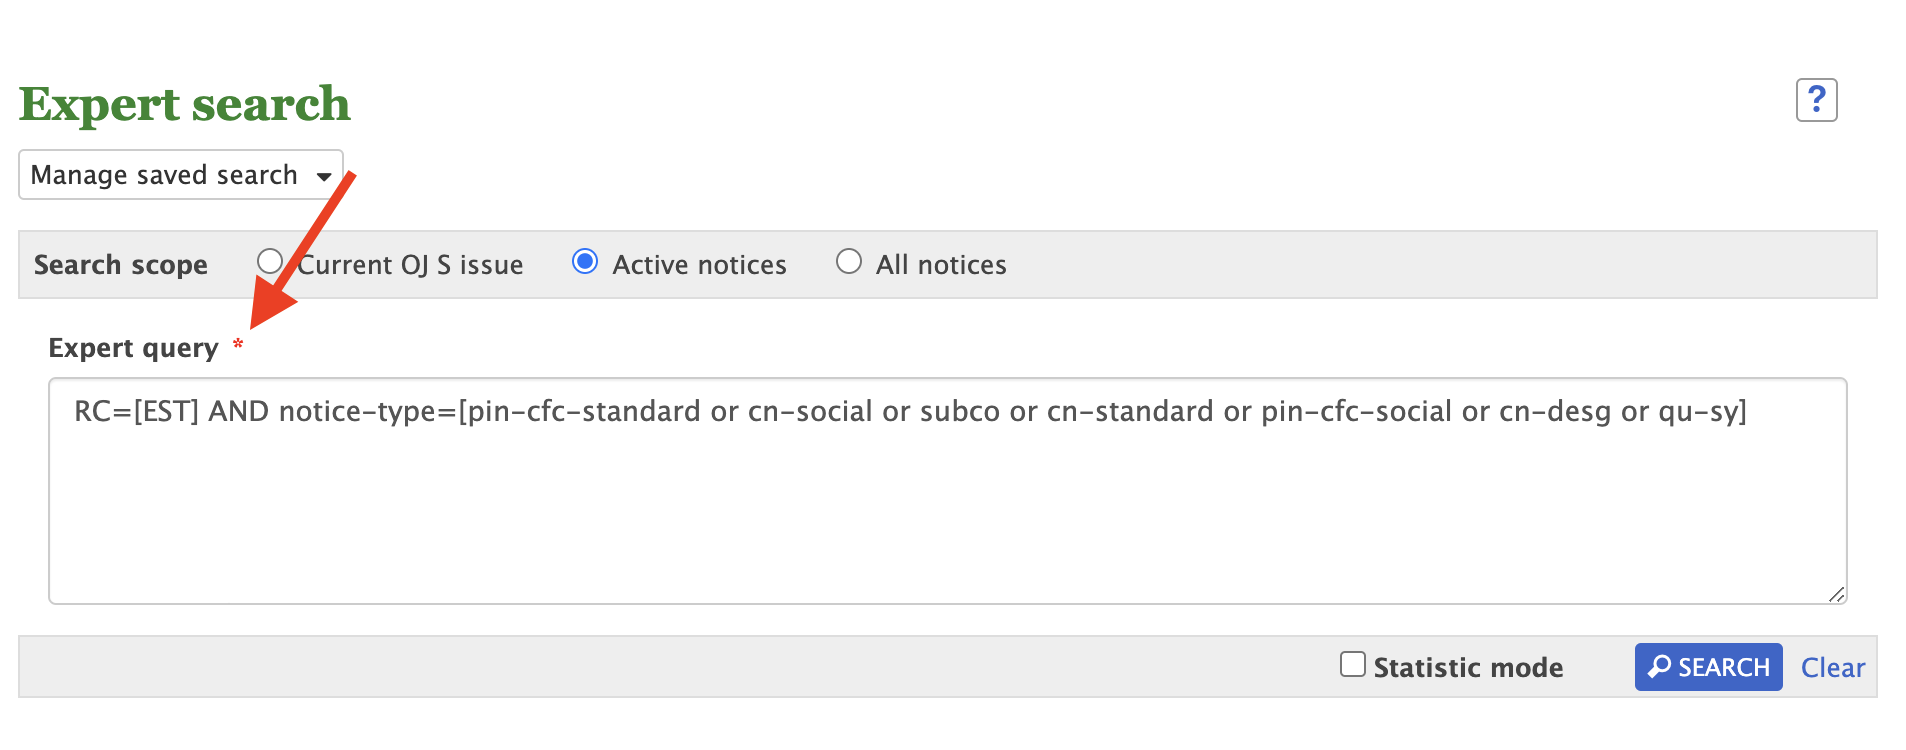 Expert search
?
Manage saved search
Search scope Current OJ S issue Active notices All notices
Expert query *
RC=[EST] AND notice-type=[pin-cfc-standard or cn-social or subco or cn-standard or pin-cfc-social or cn-desg or qu-sy]
Statistic mode SEARCH Clear